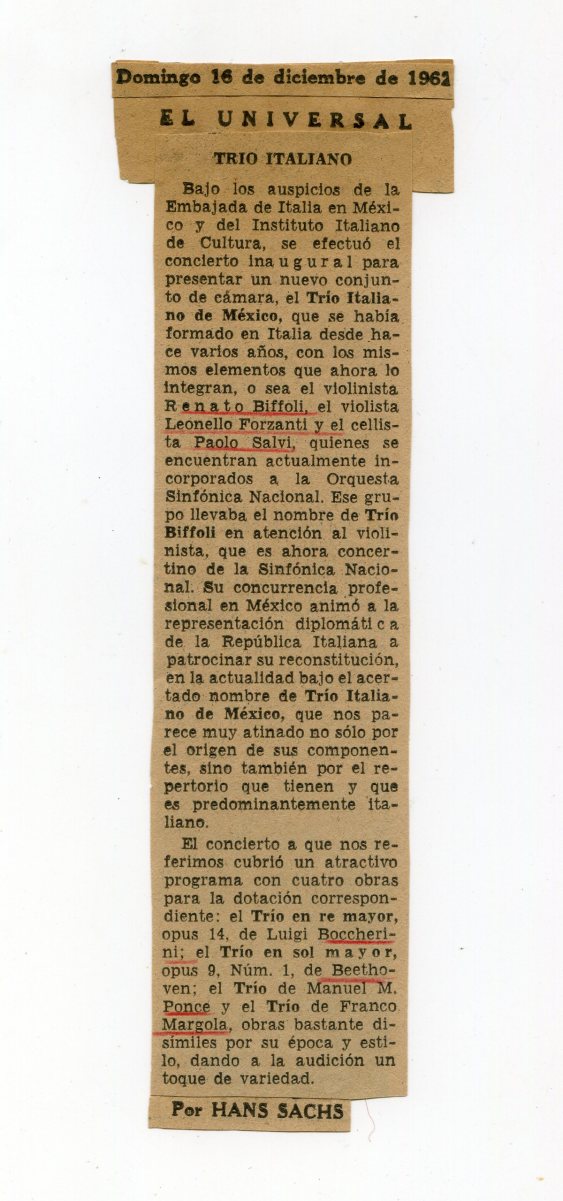 Domingo 16 de diciembre de 1962
EL UNIVERSAL
TRIO ITALIANO
Bajo los auspicios de la
Embajada de Italia en Méxi-
co y del Instituto Italiano
de Cultura, se efectuó el
concierto inaugural para
presentar un nuevo conjun-
to de cámara, el Trío Italia-
no de México, que se había
formado en Italia desde ha-
ce varios años, con los mis-
mos elementos que ahora lo
integran, o sea el violinista
Renato Biffoli, el violista
Leonello Forzanti y el cellis-
ta Paolo Salvi, quienes se
encuentran actualmente in-
corporados a la Orquesta
Sinfónica Nacional. Ese gru-
po llevaba el nombre de Trío
Biffoli en atención al violi-
nista, que es ahora concer-
tino de la Sinfónica Nacio-
nal. Su concurrencia profe-
sional en México animó a la
representación diplomática
de la República Italiana a
patrocinar su reconstitución,
en la actualidad bajo el acer-
tado nombre de Trío Italia-
no de México, que nos pa-
rece muy atinado no sólo por
el origen de sus componen-
tes, sino también por el re-
pertorio que tienen y que
es predominantemente ita-
liano.
El concierto a que nos re-
ferimos cubrió un atractivo
programa con cuatro obras
para la dotación correspon-
diente: el Trío en re mayor,
opus 14, de Luigi Boccheri-
ni; el Trío en sol mayor,
opus 9, Núm. 1, de Beetho-
ven; el Trío de Manuel M.
Ponce y el Trío de Franco
Margola, obras bastante di-
símiles por su época y esti-
lo, dando a la audición un
toque de variedad.
Por HANS SACHS